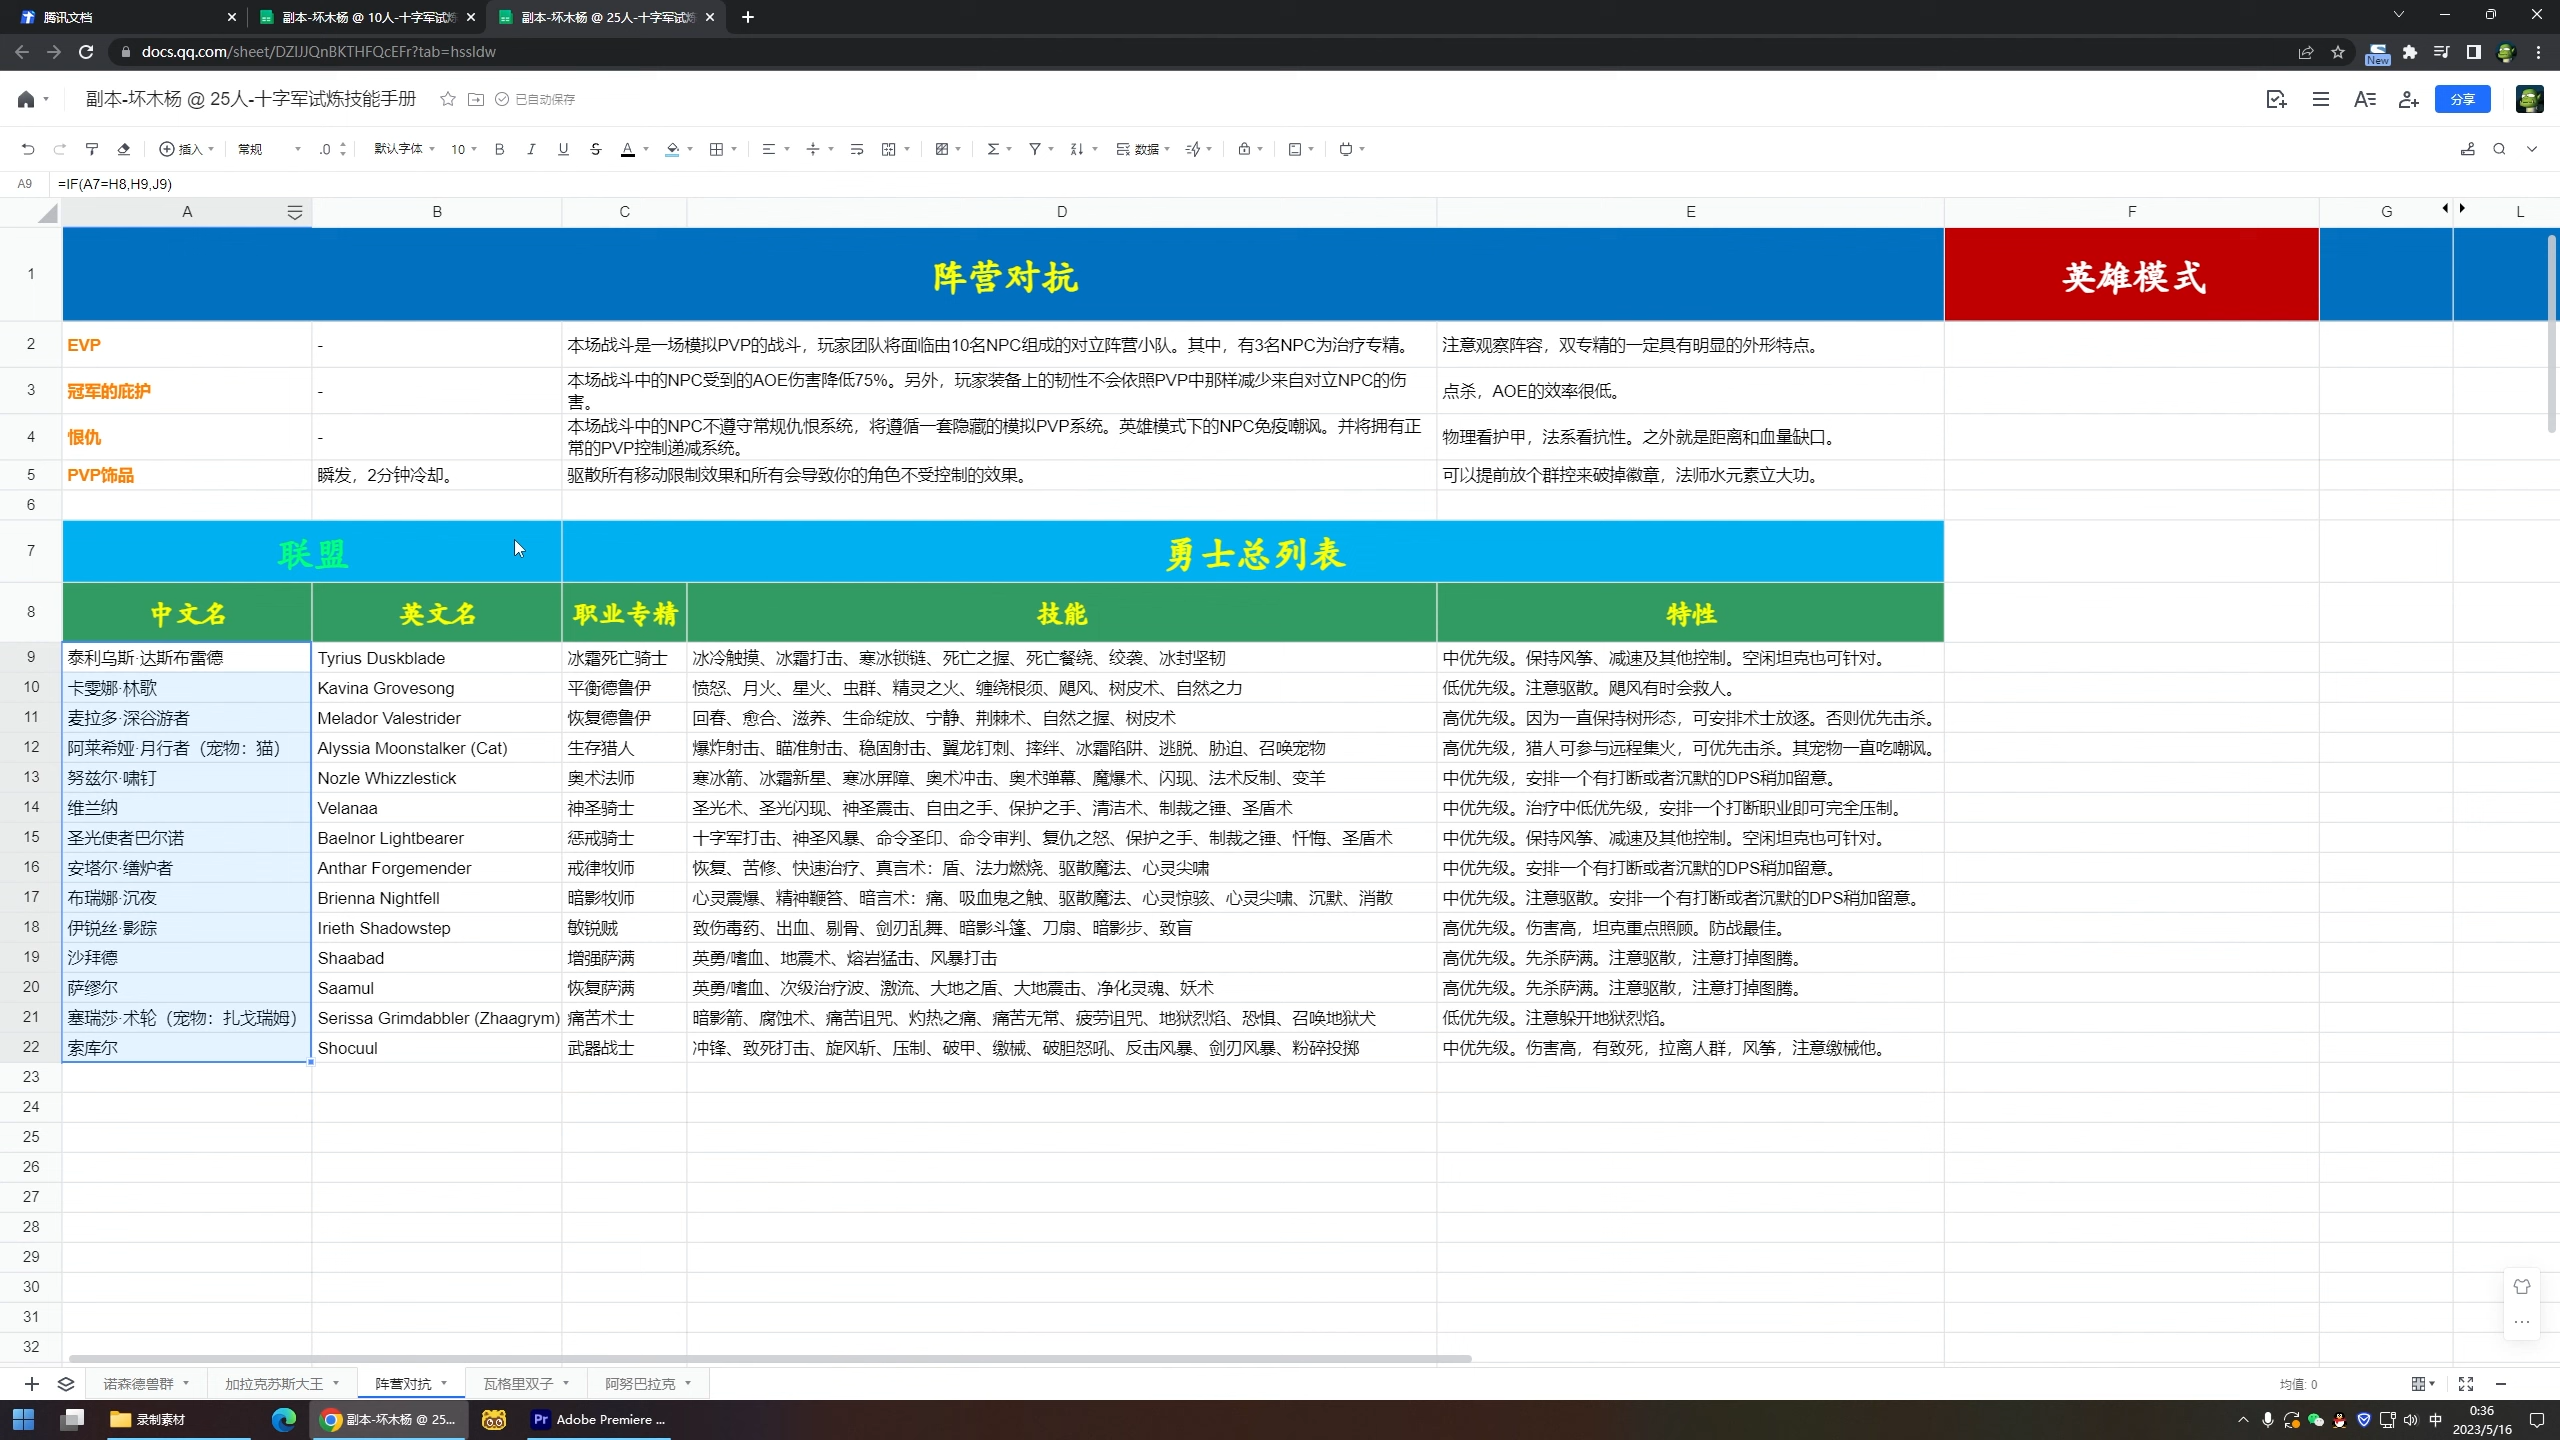 腾讯文档
副本-坏木杨 @ 10人-十字军试炼
副本-坏木杨 @ 25人-十字军试炼
docs.qq.com/sheet/DZlJJQnBKTHFQcEFr?tab=hssldw
New
副本-坏木杨 @ 25人-十字军试炼技能手册
已自动保存
分享
插入
常规
.0
默认字体
10
B
I
U
S
A
数据
A9
=IF(A7=H8,H9,J9)
A B C D E F G L
1 阵营对抗 英雄模式
2 EVP - 本场战斗是一场模拟PVP的战斗，玩家团队将面临由10名NPC组成的对立阵营小队。其中，有3名NPC为治疗专精。 注意观察阵容，双专精的一定具有明显的外形特点。
3 冠军的庇护 - 本场战斗中的NPC受到的AOE伤害降低75%。另外，玩家装备上的韧性不会依照PVP中那样减少来自对立NPC的伤
害。 点杀，AOE的效率很低。
4 恨仇 - 本场战斗中的NPC不遵守常规仇恨系统，将遵循一套隐藏的模拟PVP系统。英雄模式下的NPC免疫嘲讽。并将拥有正
常的PVP控制递减系统。 物理看护甲，法系看抗性。之外就是距离和血量缺口。
5 PVP饰品 瞬发，2分钟冷却。 驱散所有移动限制效果和所有会导致你的角色不受控制的效果。 可以提前放个群控来破掉徽章，法师水元素立大功。
6
7 联盟 勇士总列表
8 中文名 英文名 职业专精 技能 特性
9 泰利乌斯·达斯布雷德 Tyrius Duskblade 冰霜死亡骑士 冰冷触摸、冰霜打击、寒冰锁链、死亡之握、死亡餐绕、绞袭、冰封坚韧 中优先级。保持风筝、减速及其他控制。空闲坦克也可针对。
10 卡雯娜·林歌 Kavina Grovesong 平衡德鲁伊 愤怒、月火、星火、虫群、精灵之火、缠绕根须、飓风、树皮术、自然之力 低优先级。注意驱散。飓风有时会救人。
11 麦拉多·深谷游者 Melador Valestrider 恢复德鲁伊 回春、愈合、滋养、生命绽放、宁静、荆棘术、自然之握、树皮术 高优先级。因为一直保持树形态，可安排术士放逐。否则优先击杀。
12 阿莱希娅·月行者（宠物：猫） Alyssia Moonstalker (Cat) 生存猎人 爆炸射击、瞄准射击、稳固射击、翼龙钉刺、摔绊、冰霜陷阱、逃脱、胁迫、召唤宠物 高优先级，猎人可参与远程集火，可优先击杀。其宠物一直吃嘲讽。
13 努兹尔·啸钉 Nozle Whizzlestick 奥术法师 寒冰箭、冰霜新星、寒冰屏障、奥术冲击、奥术弹幕、魔爆术、闪现、法术反制、变羊 中优先级，安排一个有打断或者沉默的DPS稍加留意。
14 维兰纳 Velanaa 神圣骑士 圣光术、圣光闪现、神圣震击、自由之手、保护之手、清洁术、制裁之锤、圣盾术 中优先级。治疗中低优先级，安排一个打断职业即可完全压制。
15 圣光使者巴尔诺 Baelnor Lightbearer 惩戒骑士 十字军打击、神圣风暴、命令圣印、命令审判、复仇之怒、保护之手、制裁之锤、忏悔、圣盾术 中优先级。保持风筝、减速及其他控制。空闲坦克也可针对。
16 安塔尔·缮炉者 Anthar Forgemender 戒律牧师 恢复、苦修、快速治疗、真言术：盾、法力燃烧、驱散魔法、心灵尖啸 中优先级。安排一个有打断或者沉默的DPS稍加留意。
17 布瑞娜·沉夜 Brienna Nightfell 暗影牧师 心灵震爆、精神鞭笞、暗言术：痛、吸血鬼之触、驱散魔法、心灵惊骇、心灵尖啸、沉默、消散 中优先级。注意驱散。安排一个有打断或者沉默的DPS稍加留意。
18 伊锐丝·影踪 Irieth Shadowstep 敏锐贼 致伤毒药、出血、剔骨、剑刃乱舞、暗影斗篷、刀扇、暗影步、致盲 高优先级。伤害高，坦克重点照顾。防战最佳。
19 沙拜德 Shaabad 增强萨满 英勇/嗜血、地震术、熔岩猛击、风暴打击 高优先级。先杀萨满。注意驱散，注意打掉图腾。
20 萨缪尔 Saamul 恢复萨满 英勇/嗜血、次级治疗波、激流、大地之盾、大地震击、净化灵魂、妖术 高优先级。先杀萨满。注意驱散，注意打掉图腾。
21 塞瑞莎·术轮（宠物：扎戈瑞姆） Serissa Grimdabbler (Zhaagrym) 痛苦术士 暗影箭、腐蚀术、痛苦诅咒、灼热之痛、痛苦无常、疲劳诅咒、地狱烈焰、恐惧、召唤地狱犬 低优先级。注意躲开地狱烈焰。
22 索库尔 Shocuul 武器战士 冲锋、致死打击、旋风斩、压制、破甲、缴械、破胆怒吼、反击风暴、剑刃风暴、粉碎投掷 中优先级。伤害高，有致死，拉离人群，风筝，注意缴械他。
23
24
25
26
27
28
29
30
31
32
诺森德兽群
加拉克苏斯大王
阵营对抗
瓦格里双子
阿努巴拉克
均值: 0
录制素材
副本-坏木杨 @ 25...
Pr
Adobe Premiere ...
中
0:36
2023/5/16